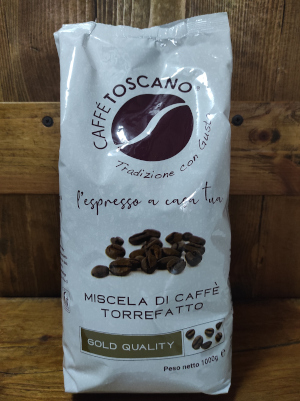 CAFFÈ TOSCANO
Tradizione con Gusto
l'espresso a casa tua
MISCELA DI CAFFÈ
TORREFATTO
GOLD QUALITY
Peso netto 1000g e